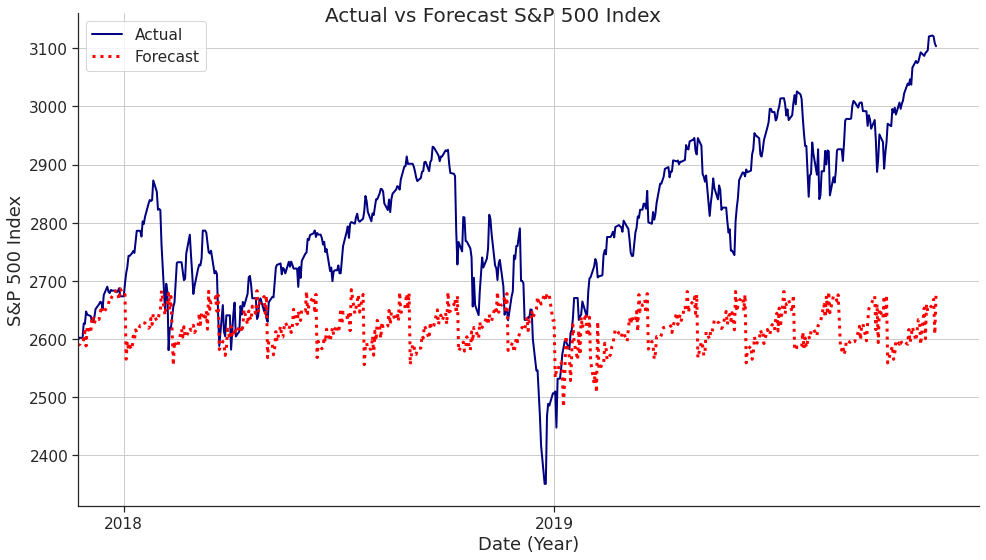 Actual vs Forecast S&P 500 Index
Actual
Forecast
3100
3000
2900
2800
2700
2600
2500
2400
S&P 500 Index
2018
2019
Date (Year)